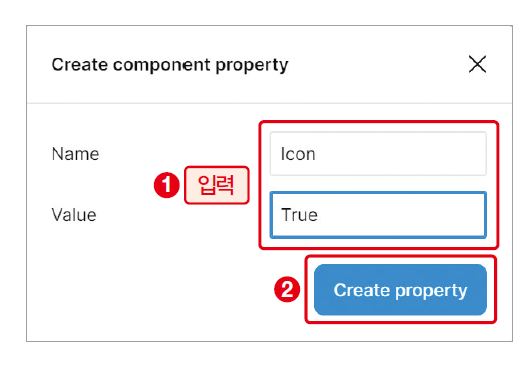 Create component property
Name
Icon
1 입력
Value
True
2
Create property